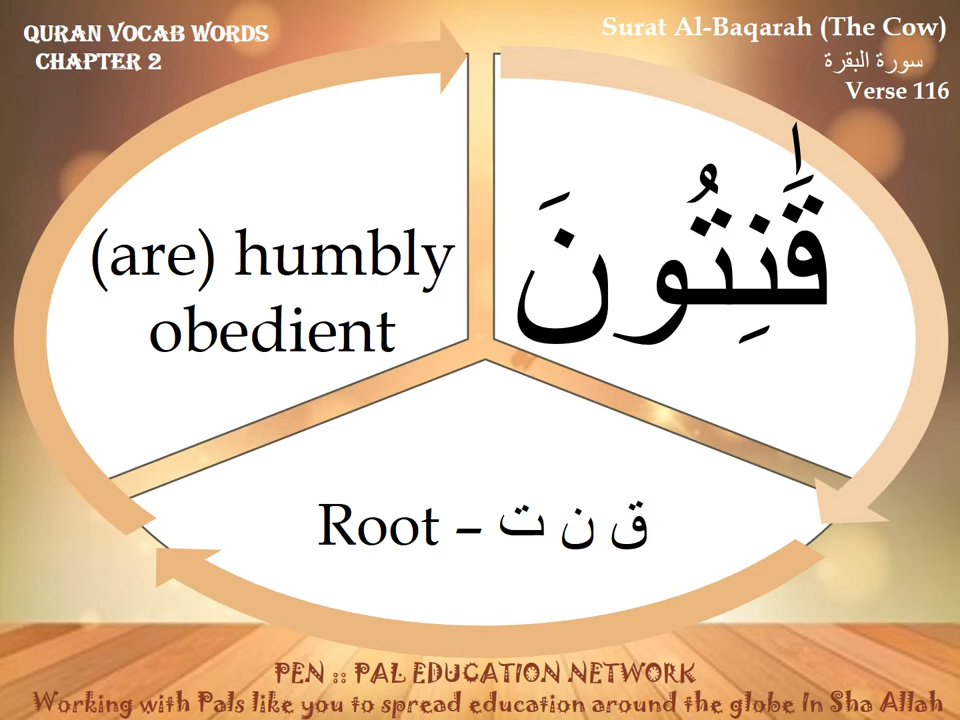 QURAN VOCAB WORDS
CHAPTER 2
Surat Al-Baqarah (The Cow)
سورة البقرة
Verse 116
(are) humbly
obedient
قَٰنِتُونَ
Root – ق ن ت
PEN :: PAL EDUCATION NETWORK
Working with Pals like you to spread education around the globe In Sha Allah